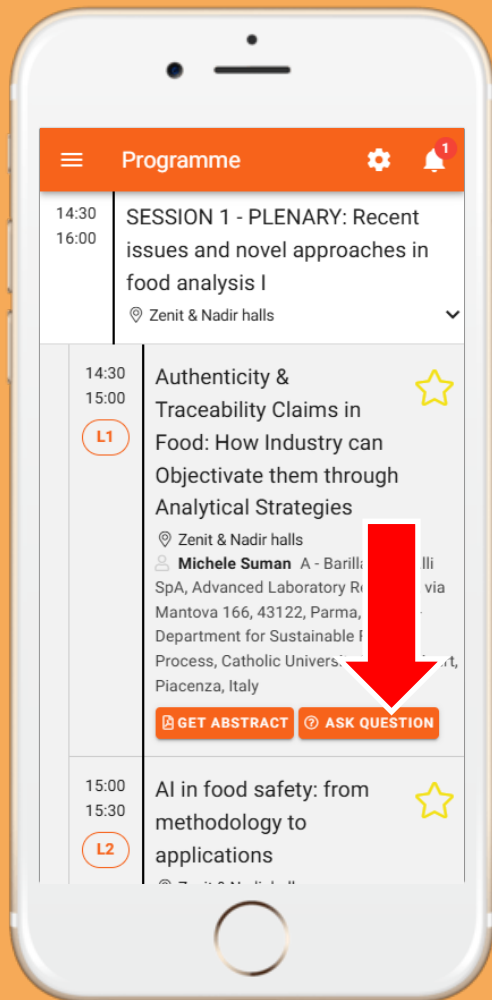 Programme
1
14:30
16:00
SESSION 1 - PLENARY: Recent
issues and novel approaches in
food analysis I
Zenit & Nadir halls
14:30
15:00
L1
Authenticity &
Traceability Claims in
Food: How Industry can
Objectivate them through
Analytical Strategies
Zenit & Nadir halls
Michele Suman A - Barilla
SpA, Advanced Laboratory via
Mantova 166, 43122, Parma,
Department for Sustainable
Process, Catholic
Piacenza, Italy
GET ABSTRACT
ASK QUESTION
15:00
15:30
L2
AI in food safety: from
methodology to
applications